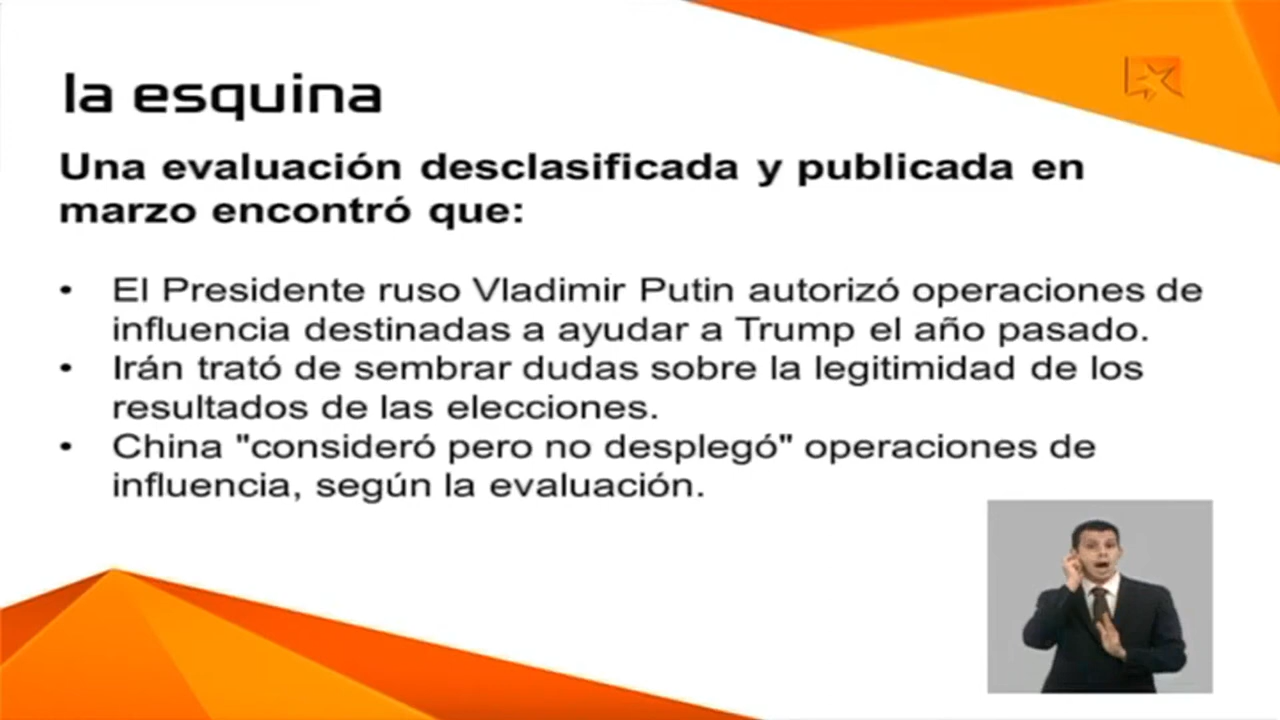 la esquina
Una evaluación desclasificada y publicada en
marzo encontró que:
• El Presidente ruso Vladimir Putin autorizó operaciones de
influencia destinadas a ayudar a Trump el año pasado.
• Irán trató de sembrar dudas sobre la legitimidad de los
resultados de las elecciones.
• China "consideró pero no desplegó" operaciones de
influencia, según la evaluación.